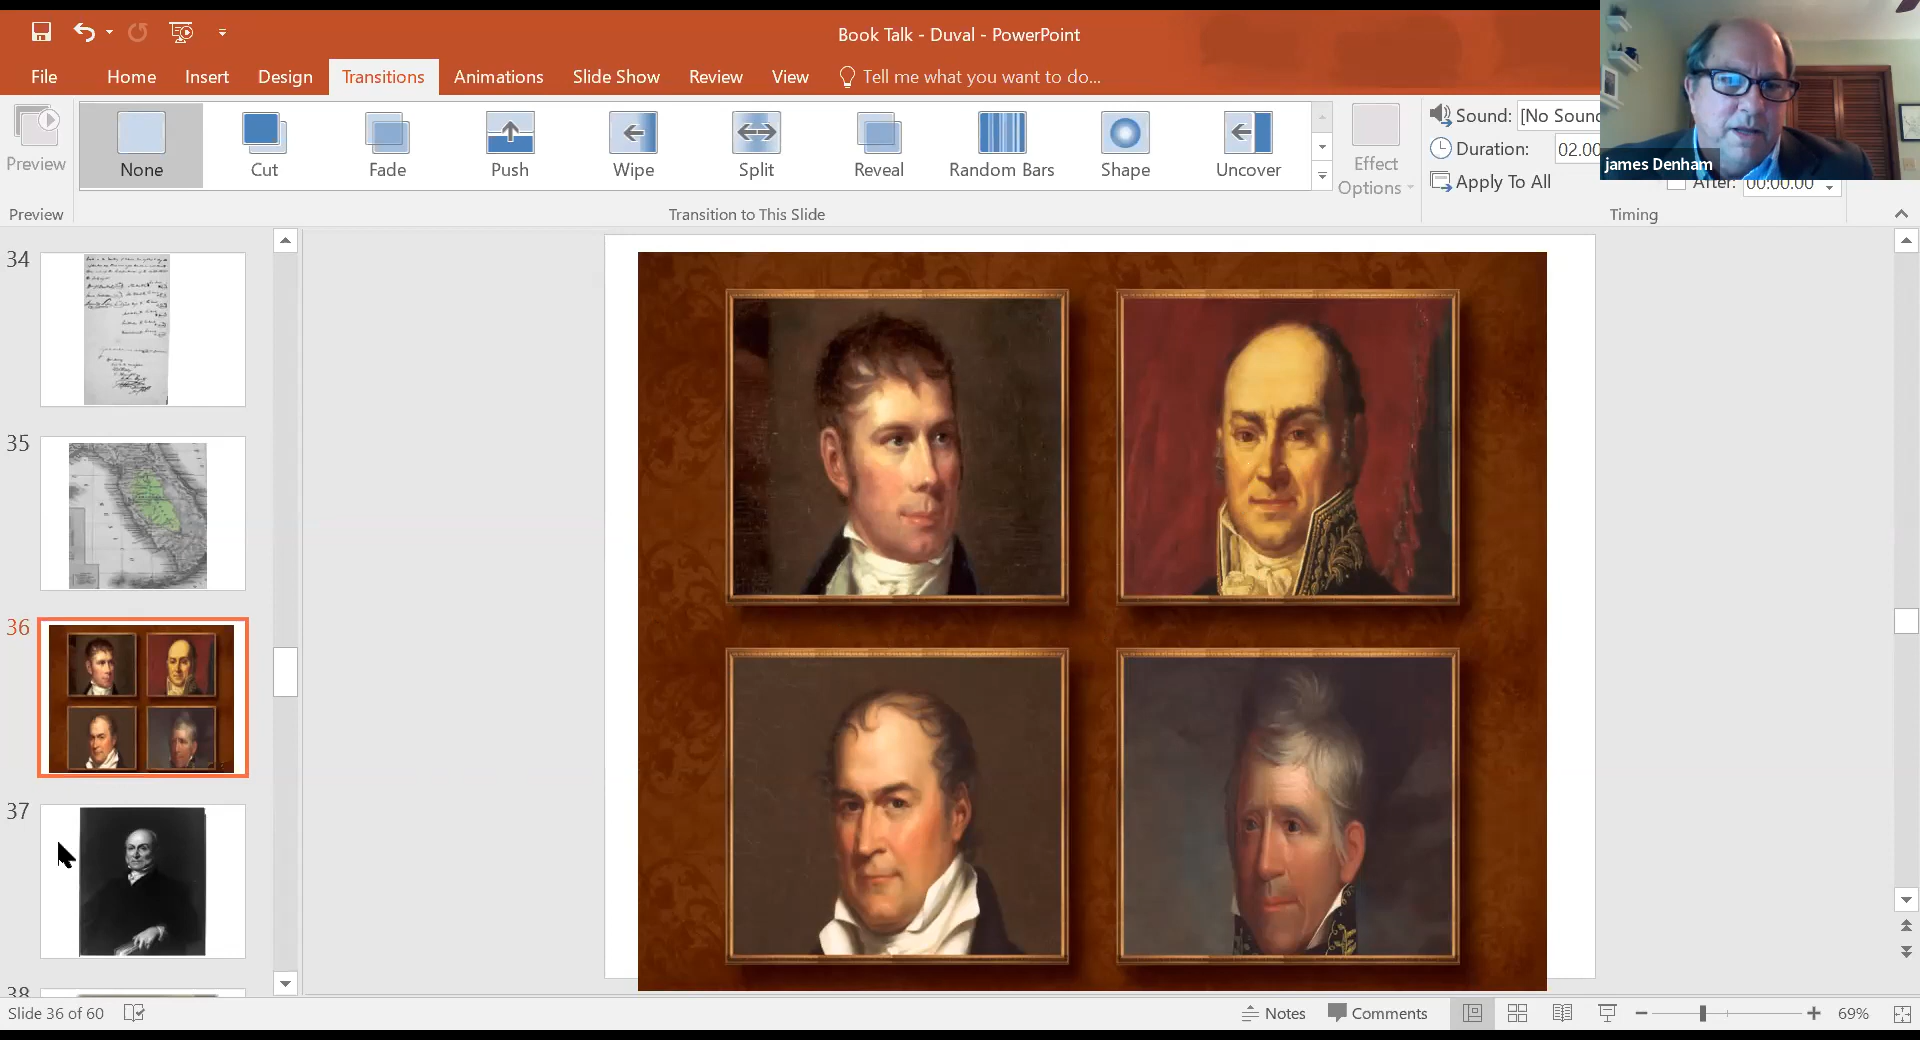 Book Talk - Duval - PowerPoint
File Home Insert Design Transitions Animations Slide Show Review View Tell me what you want to do...
Preview
None Cut Fade Push Wipe Split Reveal Random Bars Shape Uncover
Effect
Options
Sound: [No Soun
Duration: 02.00
Apply To All
After: 00:00.00
Preview Transition to This Slide Timing
james Denham
34
35
36
37
38
Slide 36 of 60 Notes Comments 69%